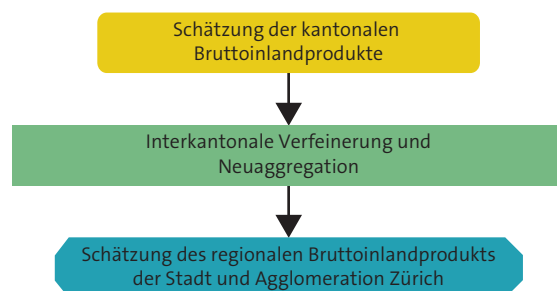 Schätzung der kantonalen
Bruttoinlandprodukte
Interkantonale Verfeinerung und
Neuaggregation
Schätzung des regionalen Bruttoinlandprodukts
der Stadt und Agglomeration Zürich